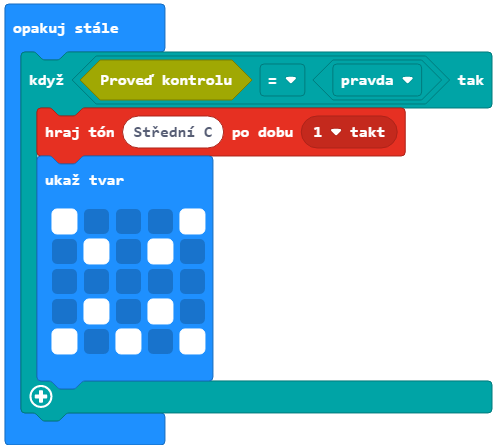 opakuj stále
když Proveď kontrolu = pravda tak
hraj tón Střední C po dobu 1 takt
ukaž tvar